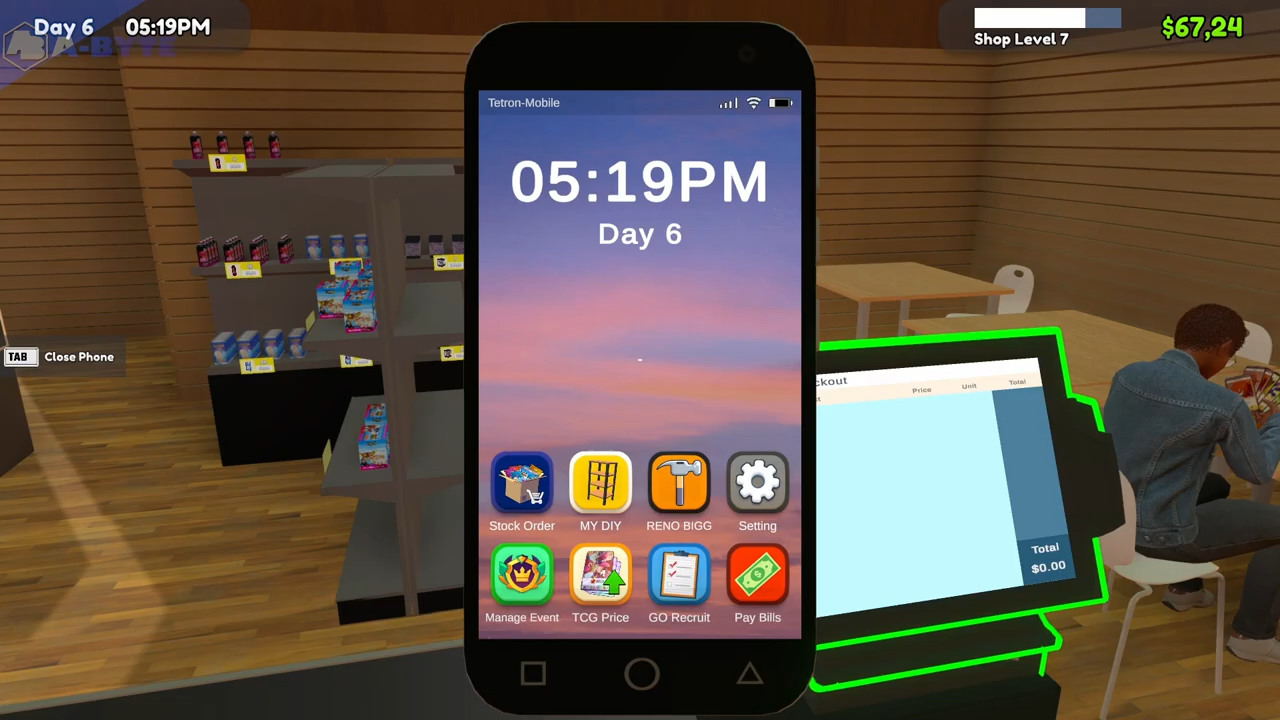 Day 6
05:19PM
A-BYTE
Shop Level 7
$67,24
Tetron-Mobile
05:19PM
Day 6
TAB
Close Phone
ckout
Price
Unit
Total
Stock Order
MY DIY
RENO BIGG
Setting
Total
$0.00
Manage Event
TCG Price
GO Recruit
Pay Bills